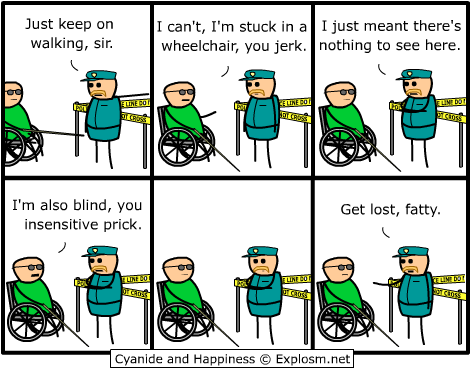 Just keep on
walking, sir.
I can't, I'm stuck in a
wheelchair, you jerk.
I just meant there's
nothing to see here.
I'm also blind, you
insensitive prick.
Get lost, fatty.
Cyanide and Happiness © Explosm.net